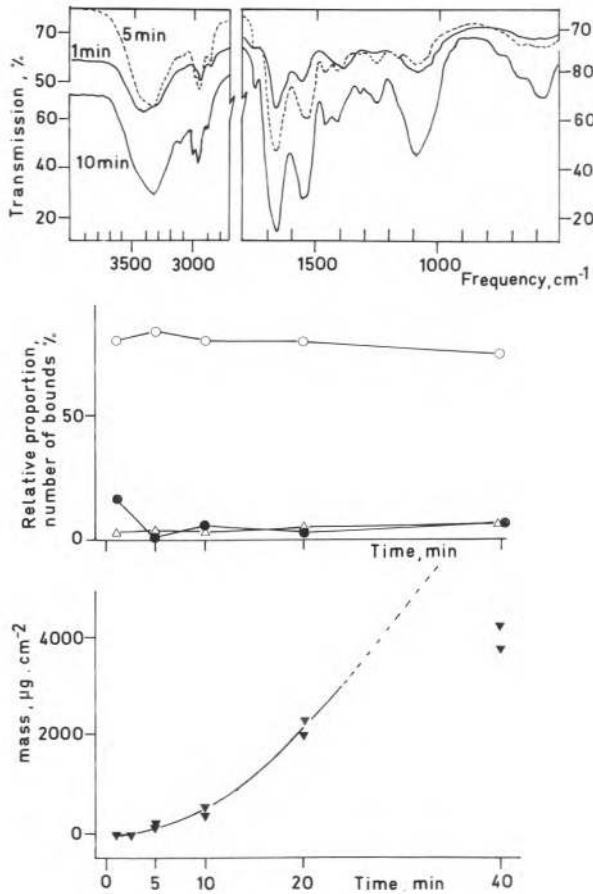 70
50
60
40
20
5min
1min
10min
70
80
60
40
20
Transmission, %
3500 3000 1500 1000
Frequency, cm-1
Relative proportion,
number of bounds %
50
0
Time, min
mass, µg. cm-2
4000
2000
0
0 5 10 20 Time, min 40